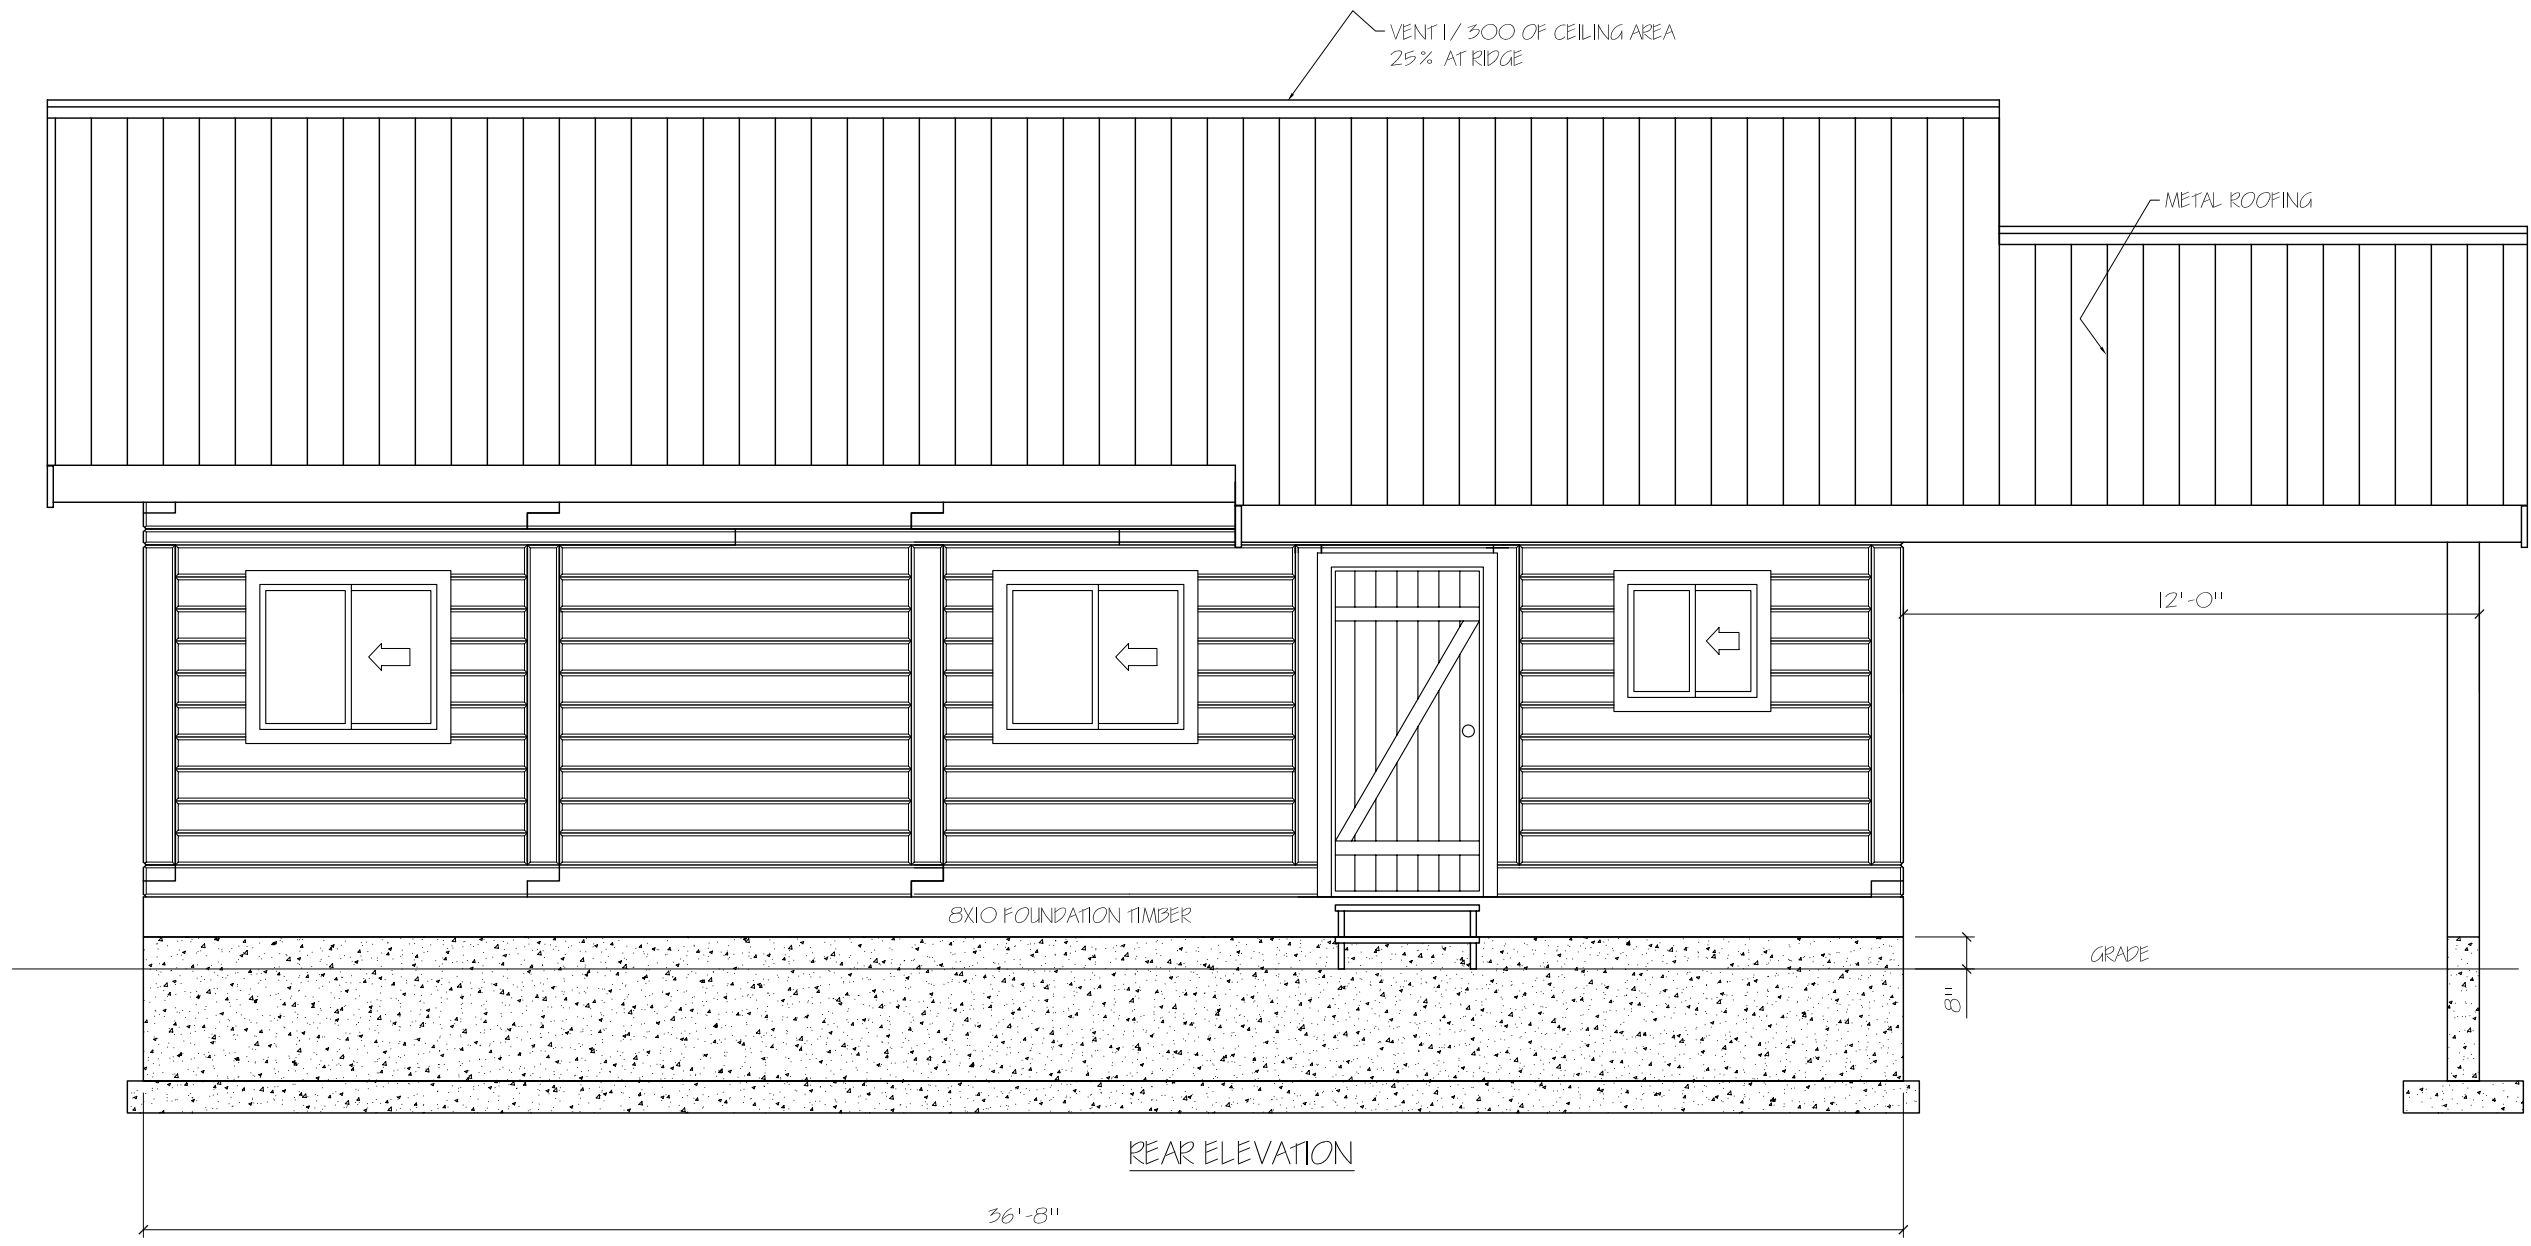 VENT 1/300 OF CEILING AREA
25% AT RIDGE
METAL ROOFING
12'-0"
8X10 FOUNDATION TIMBER
GRADE
8"
REAR ELEVATION
36'-8"